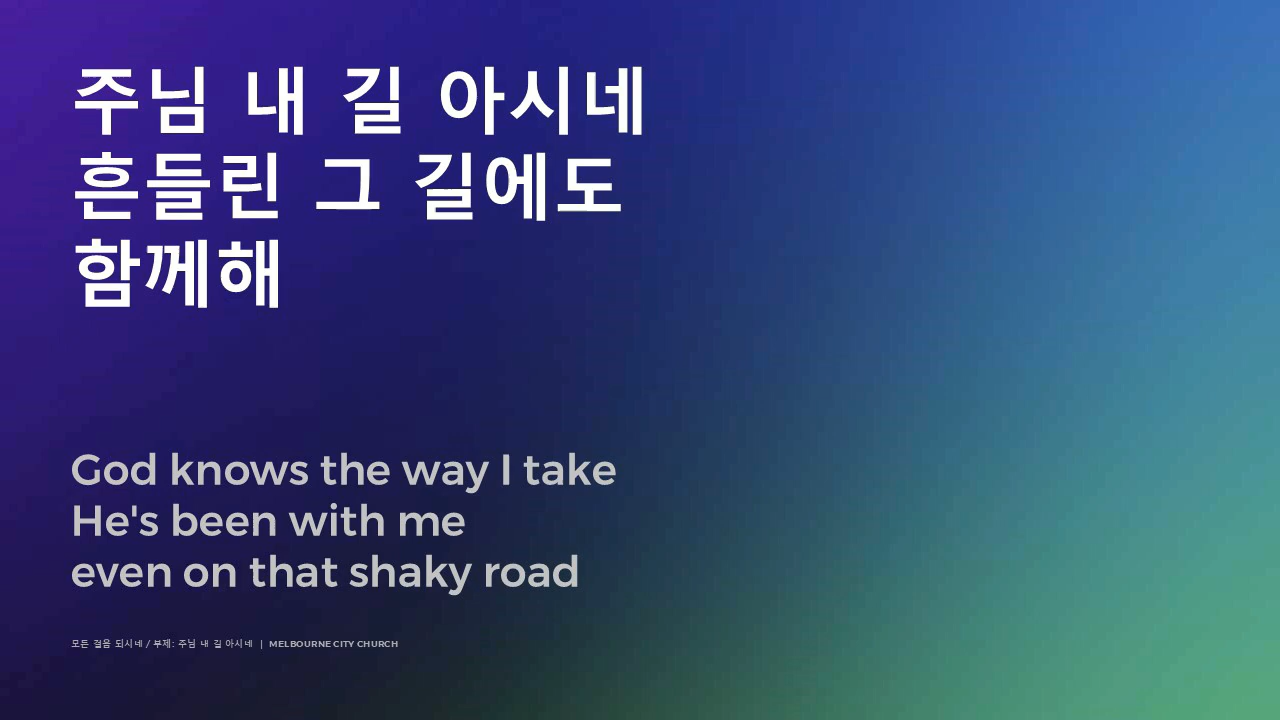 주님 내 길 아시네
흔들린 그 길에도
함께해
God knows the way I take
He's been with me
even on that shaky road
모든 걸음 되시네 / 부제: 주님 내 길 아시네 | MELBOURNE CITY CHURCH